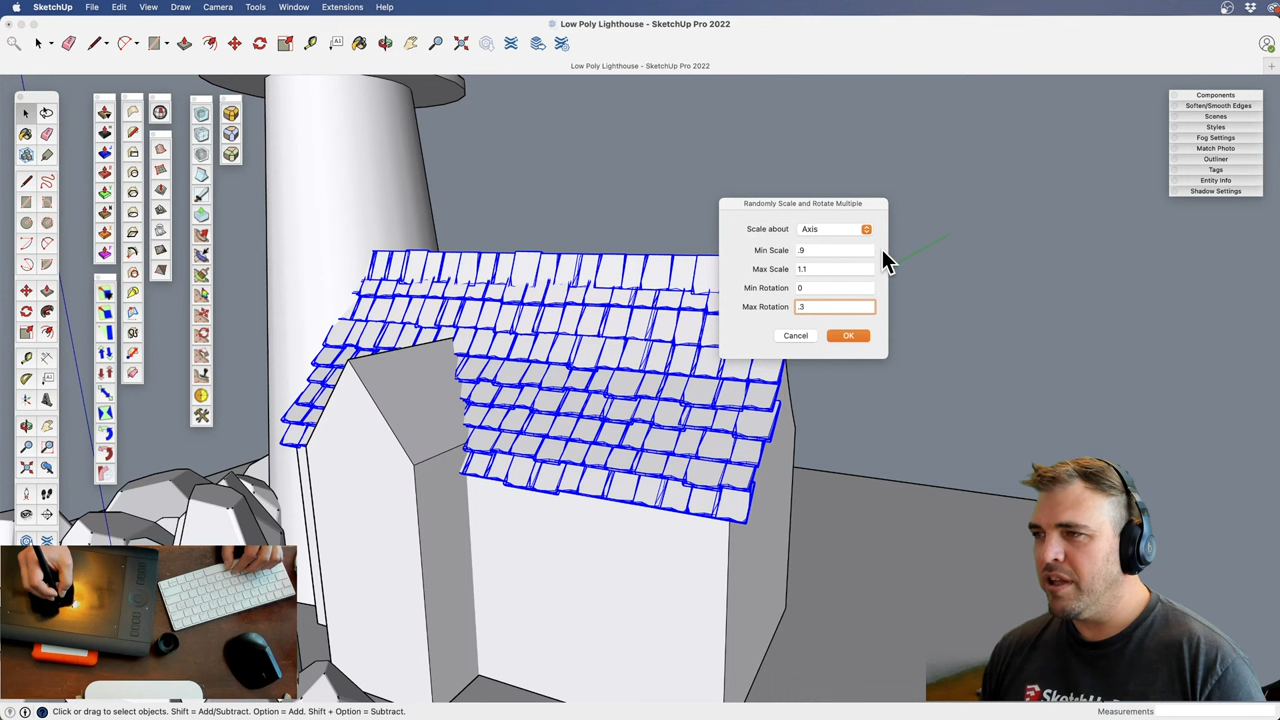 SketchUp File Edit View Draw Camera Tools Window Extensions Help
Low Poly Lighthouse - SketchUp Pro 2022
Low Poly Lighthouse - SketchUp Pro 2022
Components
Soften/Smooth Edges
Scenes
Styles
Fog Settings
Match Photo
Outliner
Tags
Entity Info
Shadow Settings
Randomly Scale and Rotate Multiple
Scale about Axis
Min Scale .9
Max Scale 1.1
Min Rotation 0
Max Rotation .3
Cancel OK
SketchUp
Click or drag to select objects. Shift = Add/Subtract. Option = Add. Shift + Option = Subtract.
Measurements